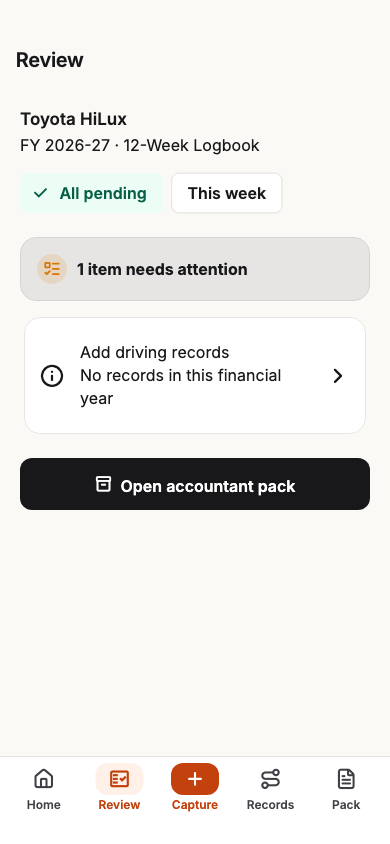 Review
Toyota HiLux
FY 2026-27 · 12-Week Logbook
All pending
This week
1 item needs attention
Add driving records
No records in this financial
year
Open accountant pack
Home
Review
Capture
Records
Pack